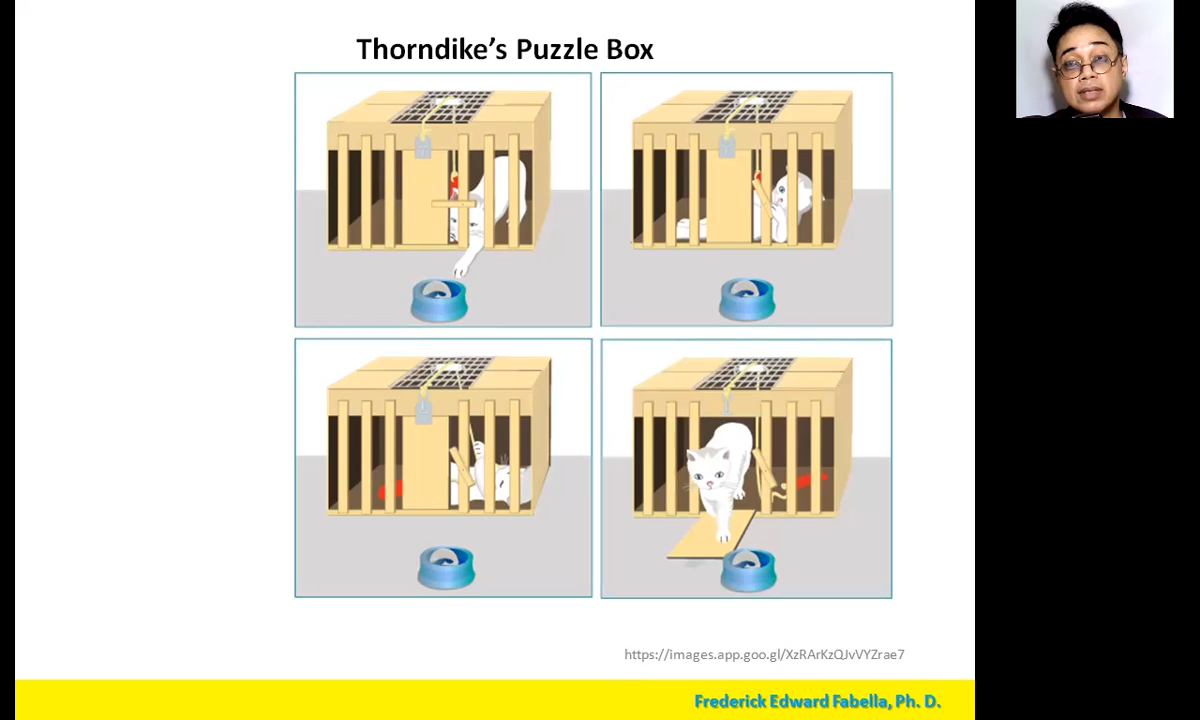 Thorndike's Puzzle Box
https://images.app.goo.gl/XzRArKzQJvVYZrae7
Frederick Edward Fabella, Ph. D.